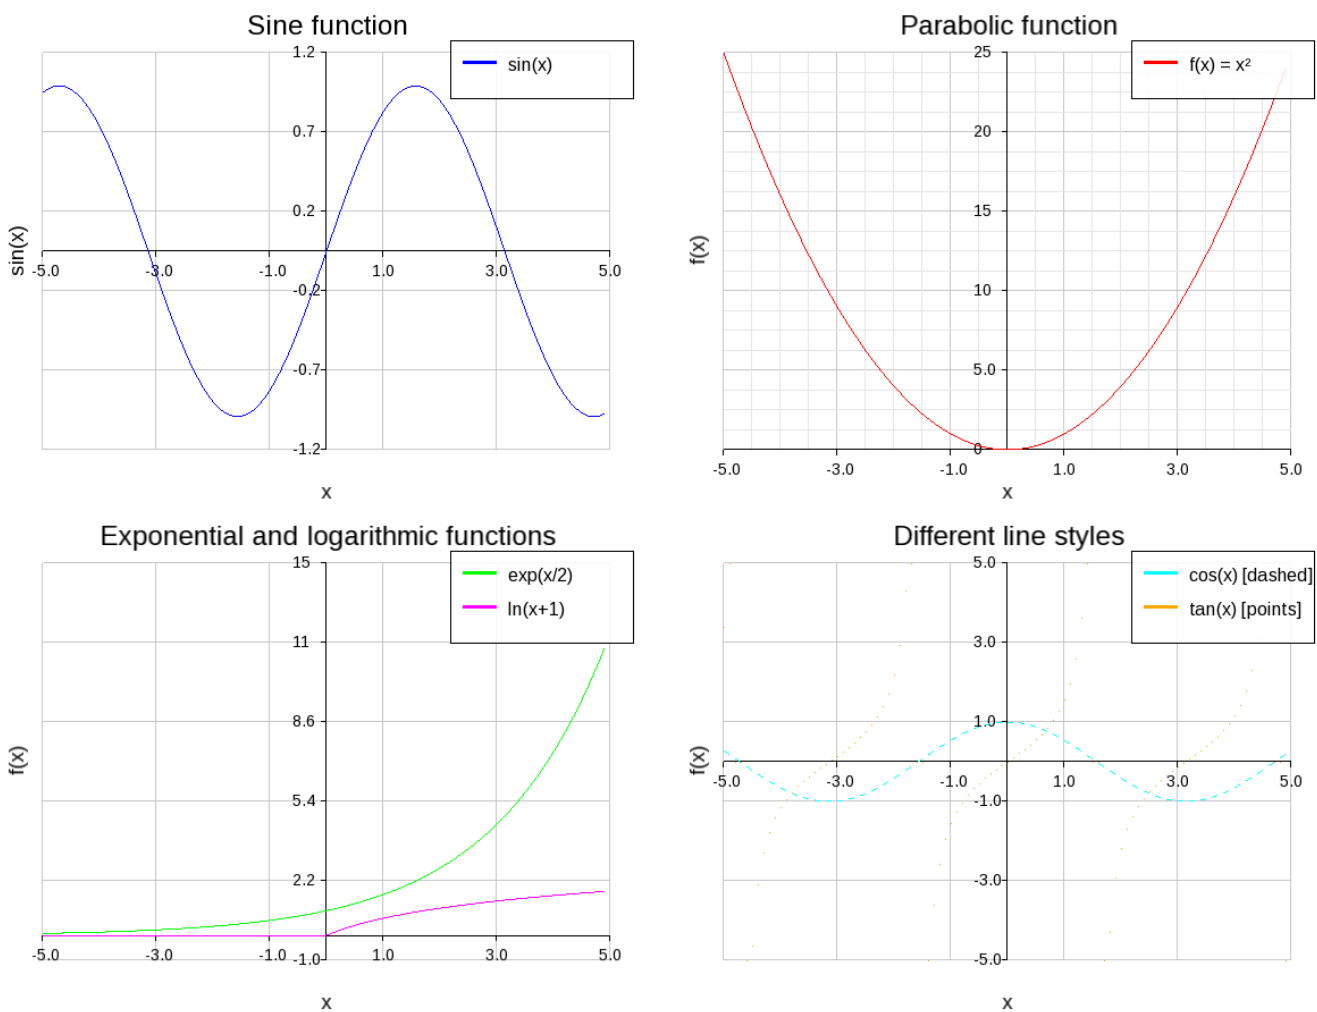 Sine function
sin(x)
1.2
0.7
0.2
-0.2
-0.7
-1.2
-5.0 -3.0 -1.0 1.0 3.0 5.0
sin(x)
x
Parabolic function
f(x) = x²
25
20
15
10
5.0
0
-5.0 -3.0 -1.0 1.0 3.0 5.0
f(x)
x
Exponential and logarithmic functions
exp(x/2)
ln(x+1)
15
11
8.6
5.4
2.2
-1.0
-5.0 -3.0 -1.0 1.0 3.0 5.0
f(x)
x
Different line styles
cos(x) [dashed]
tan(x) [points]
5.0
3.0
1.0
-1.0
-3.0
-5.0
-5.0 -3.0 -1.0 1.0 3.0 5.0
f(x)
x